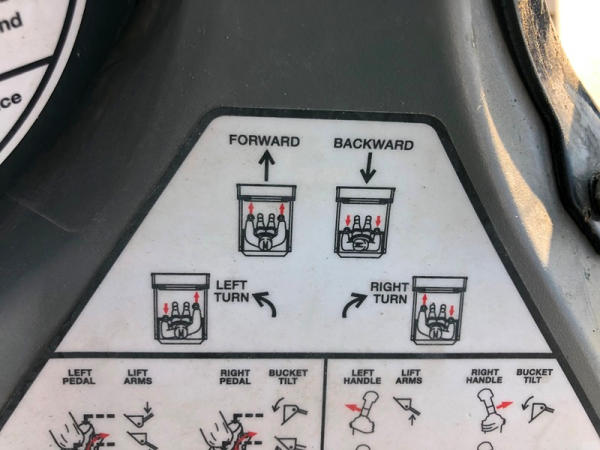 nd
ce
FORWARD
BACKWARD
LEFT
TURN
RIGHT
TURN
LEFT
PEDAL
LIFT
ARMS
RIGHT
PEDAL
BUCKET
TILT
LEFT
HANDLE
LIFT
ARMS
RIGHT
HANDLE
BUCKET
TILT